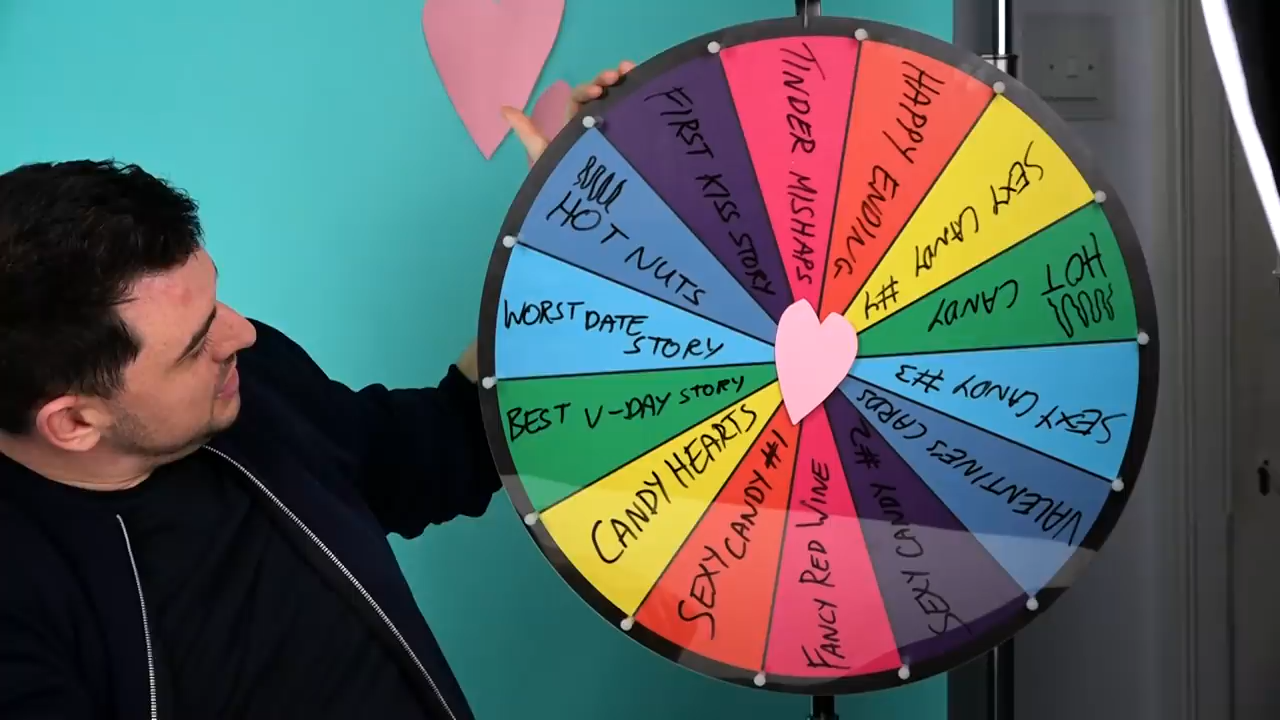 TINDER MISHAPS
HAPPY ENDING
SEXY CANDY #4
HOT
CANDY
SEXY CANDY #3
VALENTINES CARDS
SEXY CANDY #2
FANCY RED WINE
SEXY CANDY #1
CANDY HEARTS
BEST V-DAY STORY
WORST DATE
STORY
HOT NUTS
FIRST KISS STORY